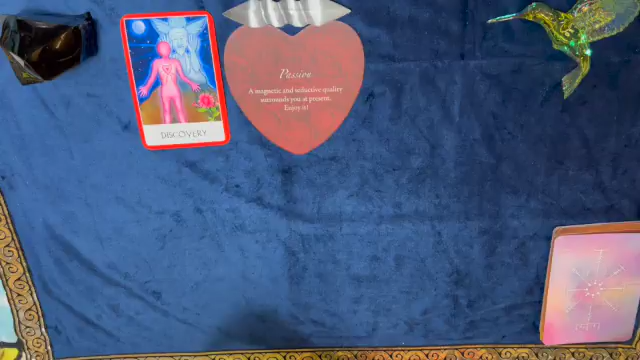 DISCOVERY
Passion
A magnetic and seductive quality
surrounds you at present.
Enjoy it!